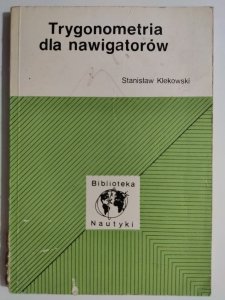 Trygonometria
dla nawigatorów
Stanisław Klekowski
Biblioteka
Nautyki